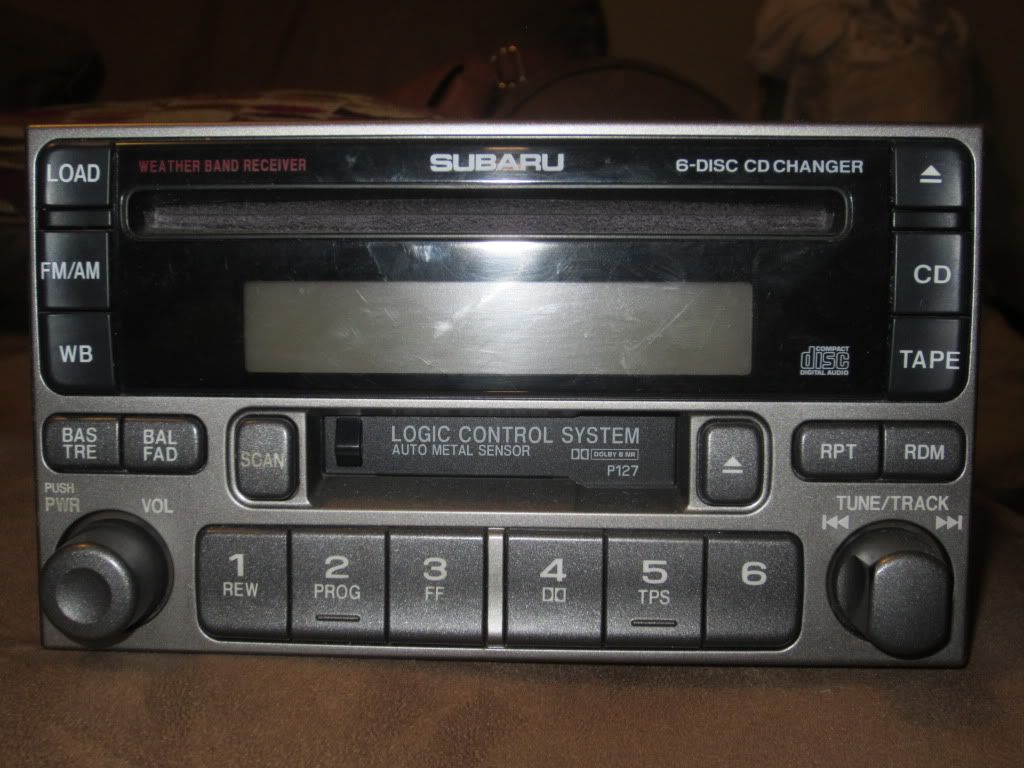 LOAD
WEATHER BAND RECEIVER
SUBARU
6-DISC CD CHANGER
FM/AM
CD
WB
COMPACT
disc
DIGITAL AUDIO
TAPE
BAS
TRE
BAL
FAD
SCAN
LOGIC CONTROL SYSTEM
AUTO METAL SENSOR
DOLBY B NR
P127
RPT
RDM
PUSH
PWR
VOL
TUNE/TRACK
1
REW
2
PROG
3
FF
4
5
TPS
6